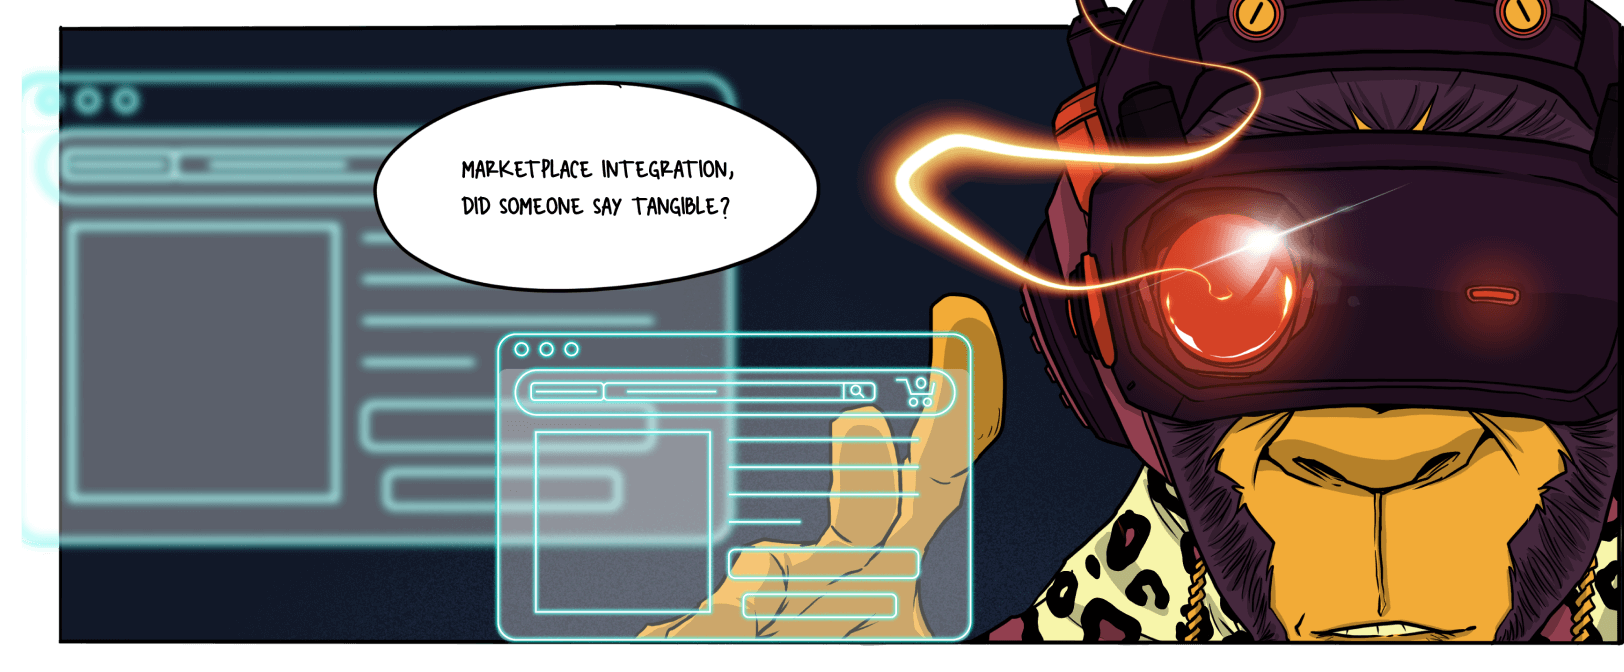 MARKETPLACE INTEGRATION,
DID SOMEONE SAY TANGIBLE?